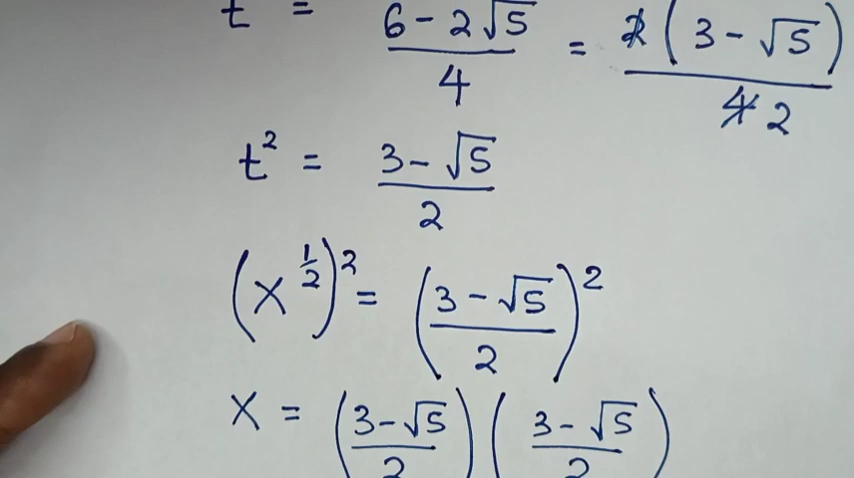 t = 6 - 2√5 / 4 = 2(3 - √5) / 4 2
t² = 3 - √5 / 2
(x^½)² = (3 - √5 / 2)²
x = (3 - √5 / 2)(3 - √5 / 2)